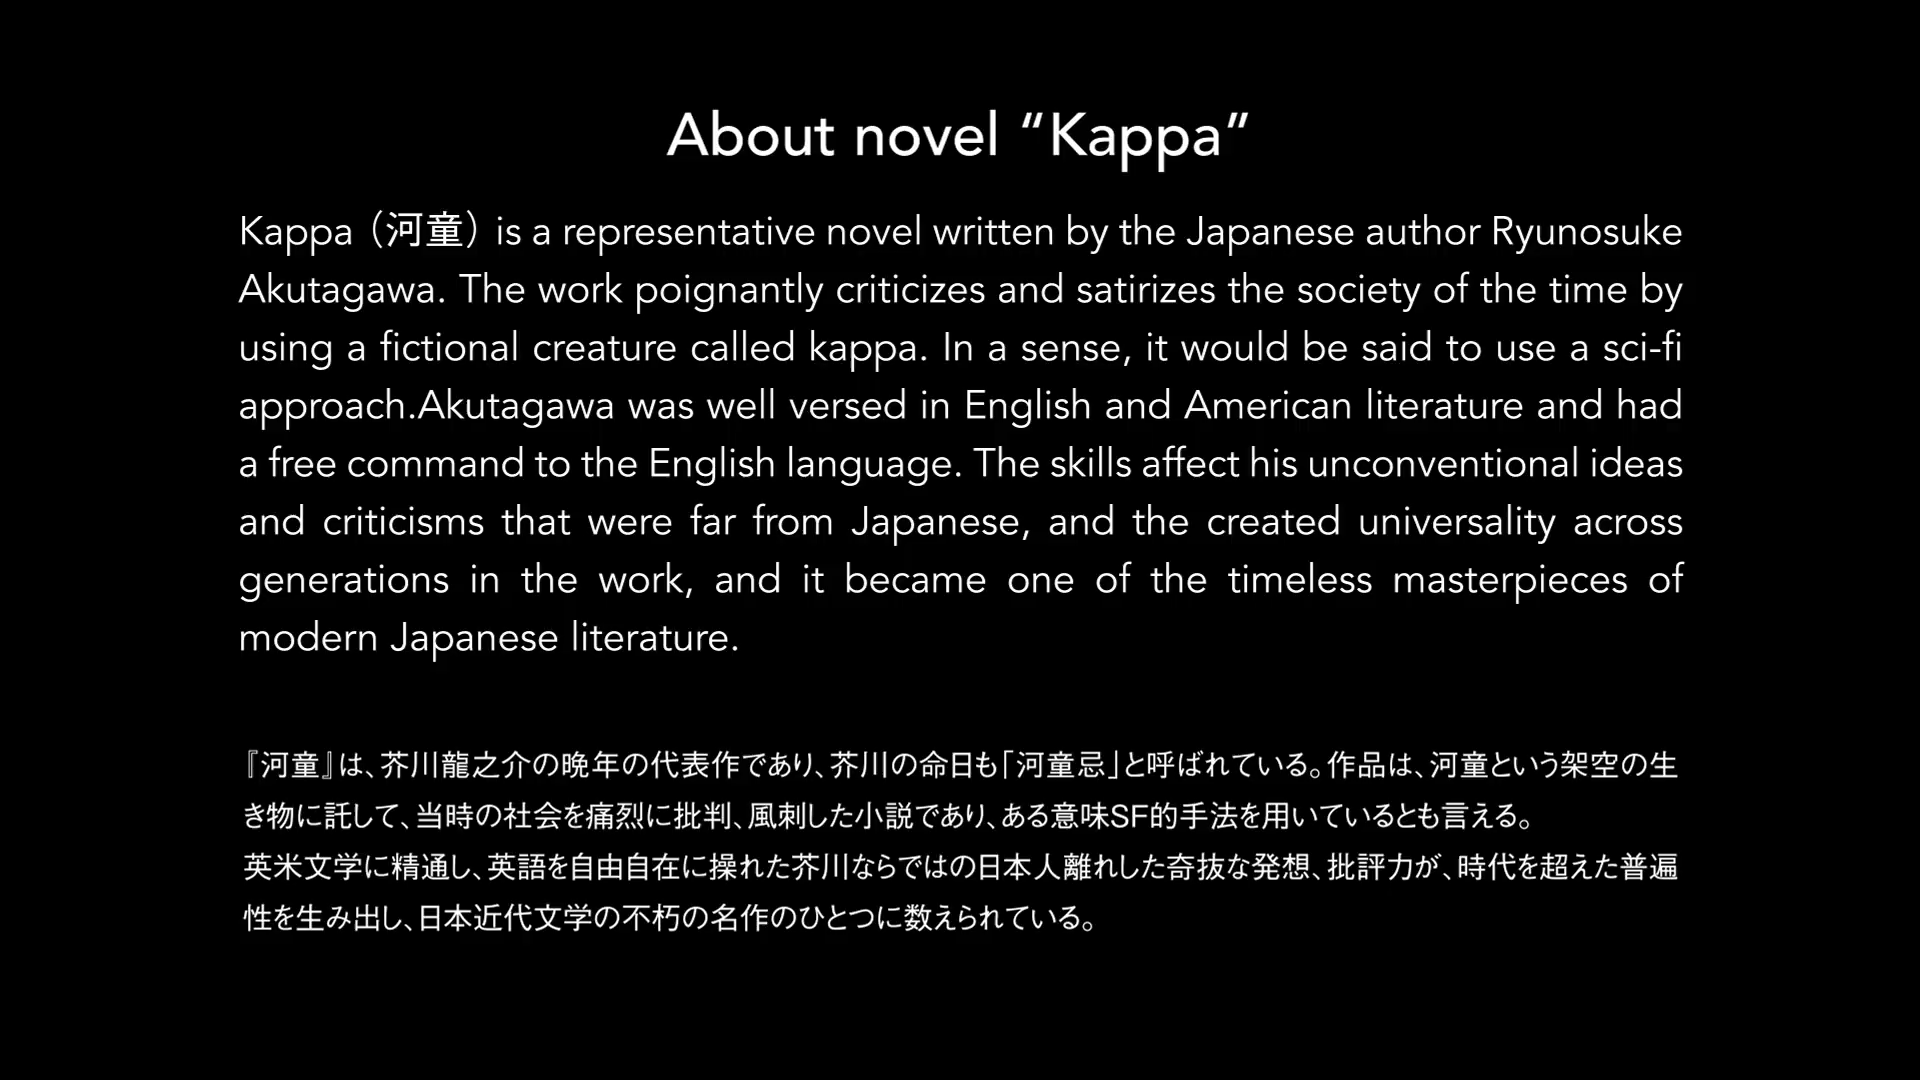 About novel “Kappa”
Kappa（河童）is a representative novel written by the Japanese author Ryunosuke
Akutagawa. The work poignantly criticizes and satirizes the society of the time by
using a fictional creature called kappa. In a sense, it would be said to use a sci-fi
approach.Akutagawa was well versed in English and American literature and had
a free command to the English language. The skills affect his unconventional ideas
and criticisms that were far from Japanese, and the created universality across
generations in the work, and it became one of the timeless masterpieces of
modern Japanese literature.
『河童』は、芥川龍之介の晩年の代表作であり、芥川の命日も「河童忌」と呼ばれている。作品は、河童という架空の生
き物に託して、当時の社会を痛烈に批判、風刺した小説であり、ある意味SF的手法を用いているとも言える。
英米文学に精通し、英語を自由自在に操れた芥川ならではの日本人離れした奇抜な発想、批評力が、時代を超えた普遍
性を生み出し、日本近代文学の不朽の名作のひとつに数えられている。